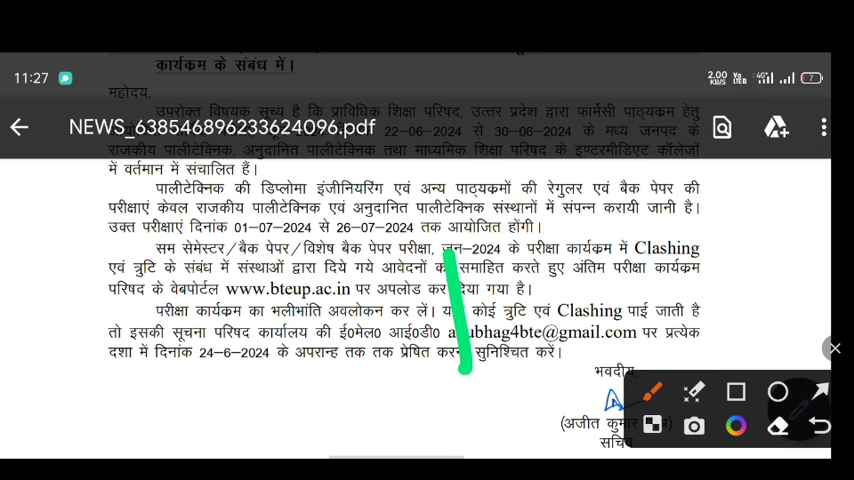 कार्यक्रम के संबंध में।
11:27
2.00 KB/S
4G
7
महोदय,
NEWS_638546896233624096.pdf
उपरोक्त विषयक सूच्य है कि प्राविधिक शिक्षा परिषद, उत्तर प्रदेश द्वारा फार्मेसी पाठ्यक्रम हेतु
22-06-2024 से 30-06-2024 के मध्य जनपद के
राजकीय पालीटेक्निक, अनुदानित पालीटेक्निक तथा माध्यमिक शिक्षा परिषद के इण्टरमीडिएट कॉलेजों
में वर्तमान में संचालित हैं।
पालीटेक्निक की डिप्लोमा इंजीनियरिंग एवं अन्य पाठ्यक्रमों की रेगुलर एवं बैक पेपर की
परीक्षाएं केवल राजकीय पालीटेक्निक एवं अनुदानित पालीटेक्निक संस्थानों में संपन्न करायी जानी है।
उक्त परीक्षाएं दिनांक 01-07-2024 से 26-07-2024 तक आयोजित होंगी।
सम सेमेस्टर/बैक पेपर/विशेष बैक पेपर परीक्षा, जून-2024 के परीक्षा कार्यक्रम में Clashing
एवं त्रुटि के संबंध में संस्थाओं द्वारा दिये गये आवेदनों को समाहित करते हुए अंतिम परीक्षा कार्यक्रम
परिषद के वेबपोर्टल www.bteup.ac.in पर अपलोड कर दिया गया है।
परीक्षा कार्यक्रम का भलीभांति अवलोकन कर लें। यदि कोई त्रुटि एवं Clashing पाई जाती है
तो इसकी सूचना परिषद कार्यालय की ई0मेल0 आई0डी0 anubhag4bte@gmail.com पर प्रत्येक
दशा में दिनांक 24-6-2024 के अपरान्ह तक तक प्रेषित करना सुनिश्चित करें।
भवदीय,
(अजीत कुमार
सचिव